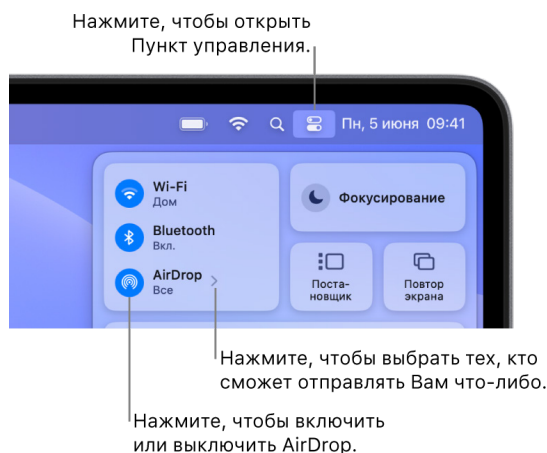 Нажмите, чтобы открыть
Пункт управления.
Пн, 5 июня 09:41
Wi-Fi
Дом
Bluetooth
Вкл.
AirDrop
Все
Фокусирование
Поста-
новщик
Повтор
экрана
Нажмите, чтобы выбрать тех, кто
сможет отправлять Вам что-либо.
Нажмите, чтобы включить
или выключить AirDrop.